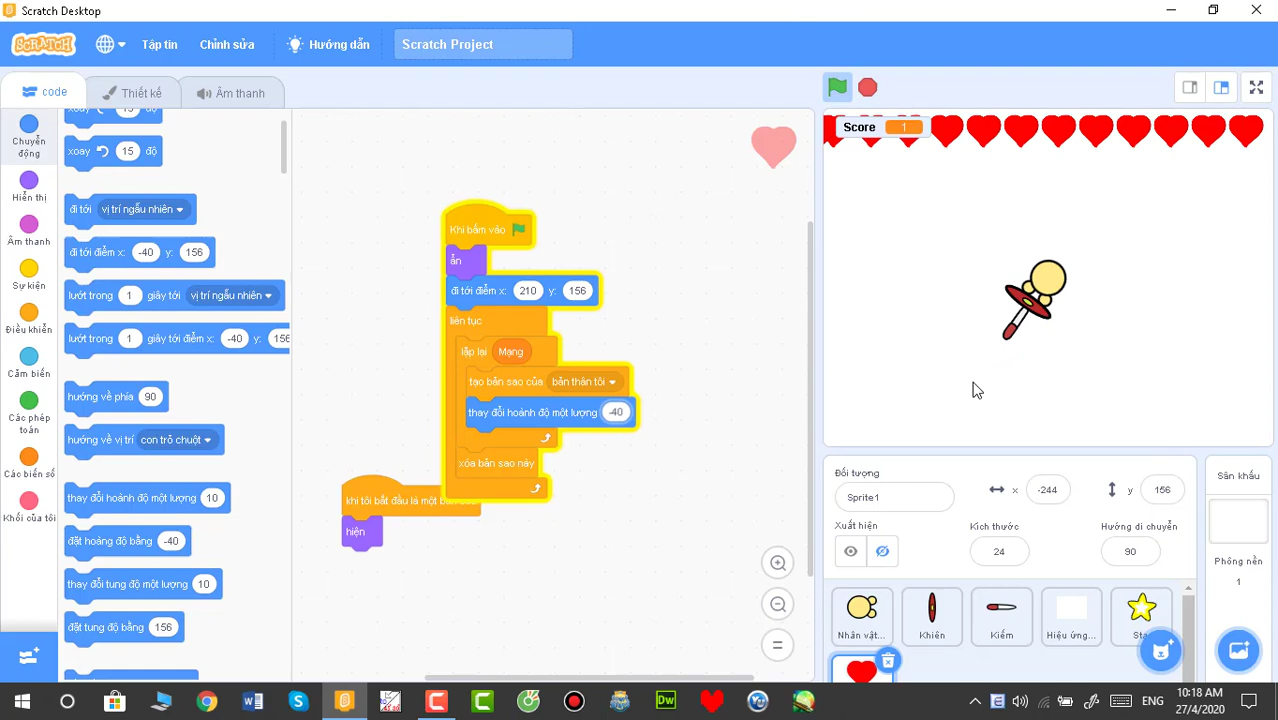 Scratch Desktop
SCRATCH
Tập tin
Chỉnh sửa
Hướng dẫn
Scratch Project
code
Thiết kế
Âm thanh
Chuyển động
Hiển thị
Âm thanh
Sự kiện
Điều khiển
Cảm biến
Các phép toán
Các biến số
Khối của tôi
xoay 15 độ
xoay 15 độ
đi tới vị trí ngẫu nhiên
đi tới điểm x: -40 y: 156
lướt trong 1 giây tới vị trí ngẫu nhiên
lướt trong 1 giây tới điểm x: -40 y: 156
hướng về phía 90
hướng về vị trí con trỏ chuột
thay đổi hoành độ một lượng 10
đặt hoàng độ bằng -40
thay đổi tung độ một lượng 10
đặt tung độ bằng 156
Khi bấm vào
ẩn
đi tới điểm x: 210 y: 156
liên tục
lặp lại Mạng
tạo bản sao của bản thân tôi
thay đổi hoành độ một lượng -40
xóa bản sao này
khi tôi bắt đầu là một bản
hiện
Score 1
Đối tượng
Sprite1
x -244
y 156
Xuất hiện
Kích thước
24
Hướng di chuyển
90
Nhân vật...
Khiên
Kiếm
Hiệu ứng...
Sta
Sân khấu
Phông nền
1
W
S
Dw
ENG
10:18 AM
27/4/2020